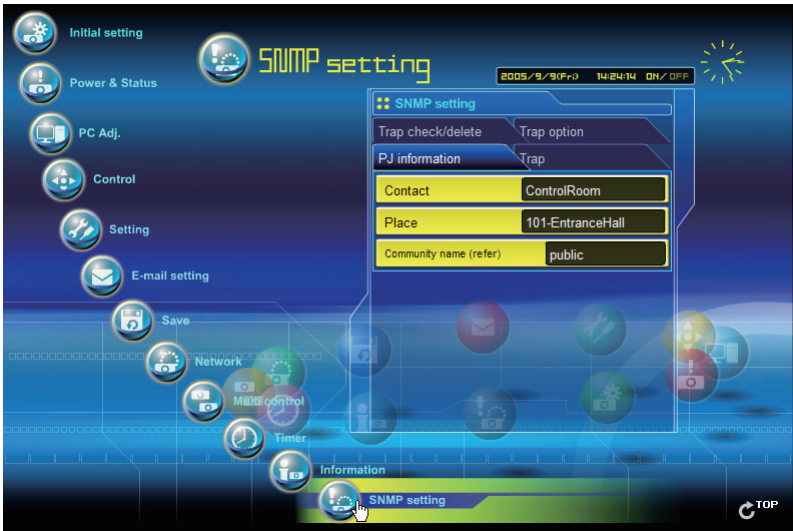 Initial setting
Power & Status
PC Adj.
Control
Setting
E-mail setting
Save
Network
Multi control
Timer
Information
SNMP setting
SNMP setting
2005/9/9(Fri) 14:24:14 ON/OFF
SNMP setting
Trap check/delete Trap option
PJ information Trap
Contact ControlRoom
Place 101-EntranceHall
Community name (refer) public
TOP